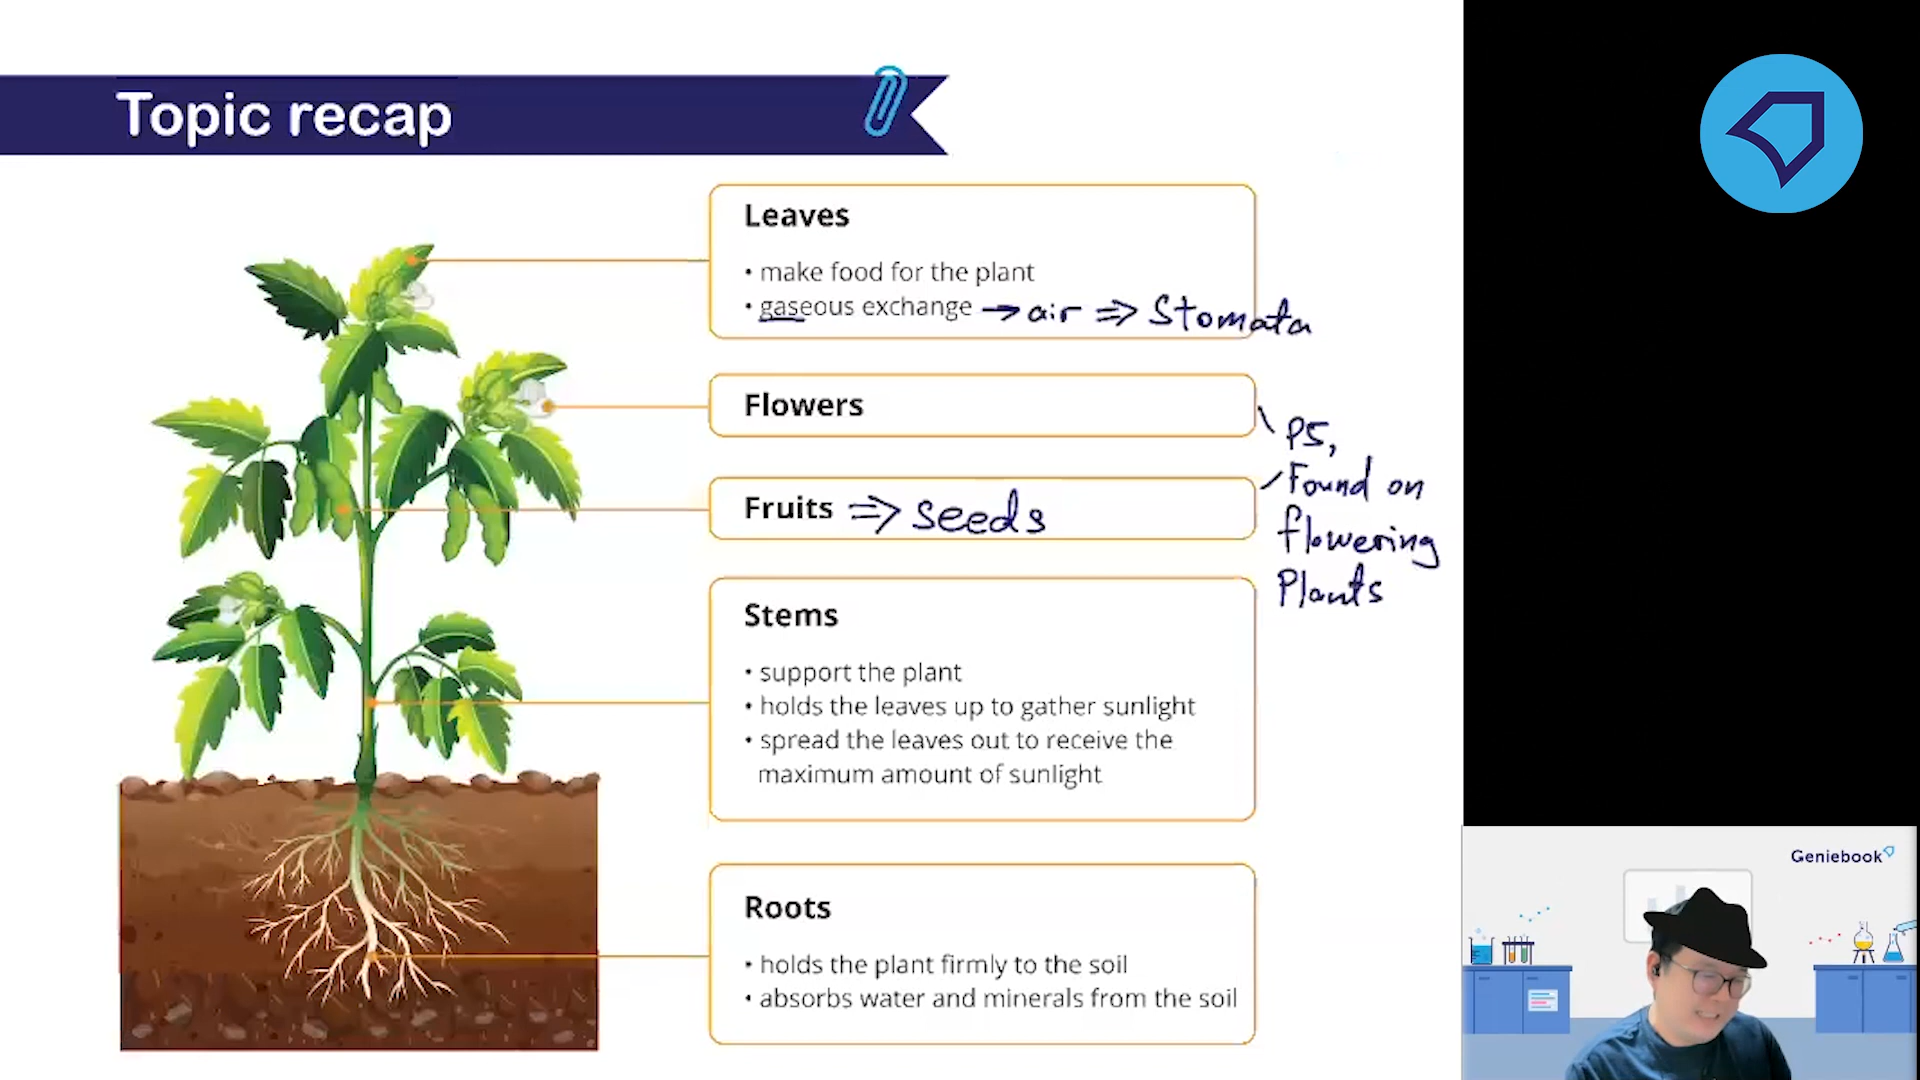 Topic recap
Leaves
• make food for the plant
• gaseous exchange → air ⇒ Stomata
Flowers
P5,
Found on
flowering
Plants
Fruits ⇒ seeds
Stems
• support the plant
• holds the leaves up to gather sunlight
• spread the leaves out to receive the
maximum amount of sunlight
Roots
• holds the plant firmly to the soil
• absorbs water and minerals from the soil
Geniebook